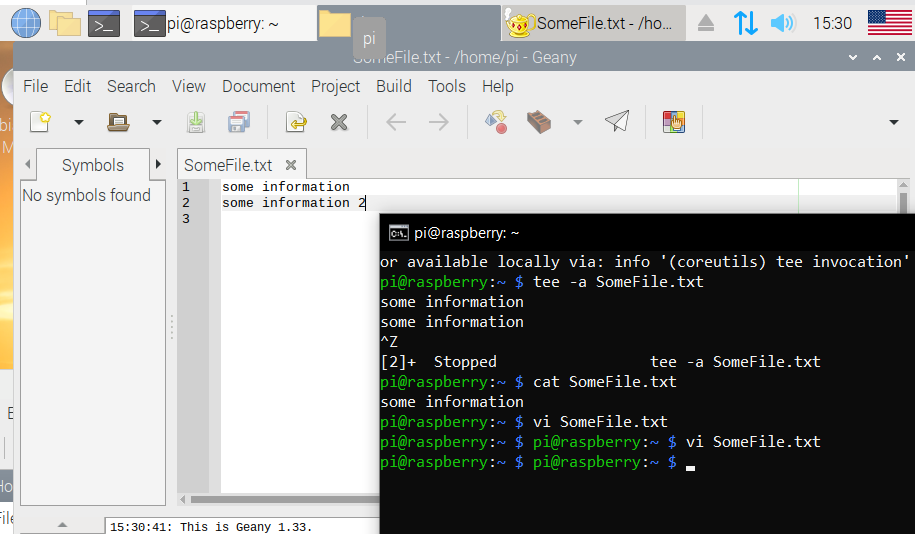 pi@raspberry: ~
SomeFile.txt - /ho...
15:30
pi
SomeFile.txt - /home/pi - Geany
File Edit Search View Document Project Build Tools Help
Symbols
SomeFile.txt
No symbols found
1 some information
2 some information 2
3
pi@raspberry: ~
or available locally via: info '(coreutils) tee invocation'
pi@raspberry:~ $ tee -a SomeFile.txt
some information
some information
^Z
[2]+  Stopped                 tee -a SomeFile.txt
pi@raspberry:~ $ cat SomeFile.txt
some information
pi@raspberry:~ $ vi SomeFile.txt
pi@raspberry:~ $ pi@raspberry:~ $ vi SomeFile.txt
pi@raspberry:~ $ pi@raspberry:~ $
15:30:41: This is Geany 1.33.